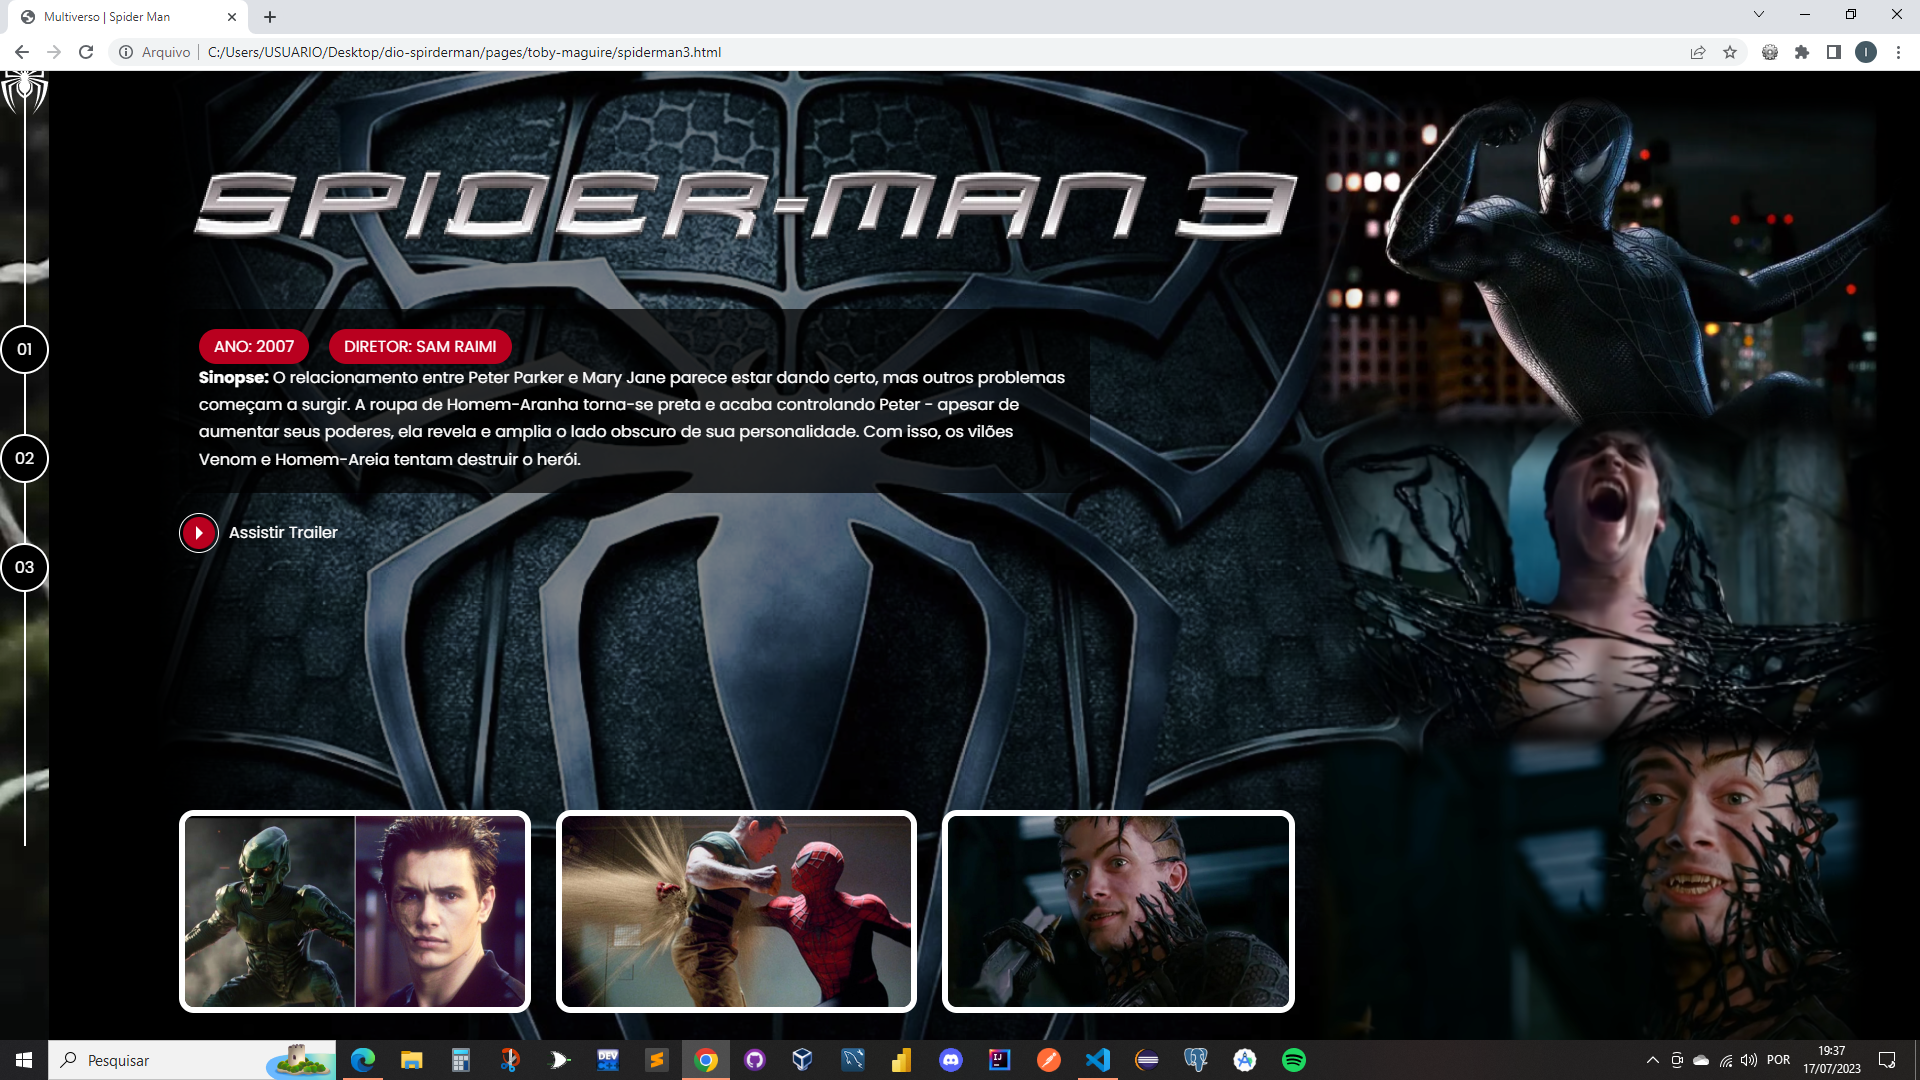 Multiverso | Spider Man
Arquivo
C:/Users/USUARIO/Desktop/dio-spirderman/pages/toby-maguire/spiderman3.html
I
SPIDER-MAN 3
01
02
03
ANO: 2007
DIRETOR: SAM RAIMI
Sinopse: O relacionamento entre Peter Parker e Mary Jane parece estar dando certo, mas outros problemas
começam a surgir. A roupa de Homem-Aranha torna-se preta e acaba controlando Peter - apesar de
aumentar seus poderes, ela revela e amplia o lado obscuro de sua personalidade. Com isso, os vilões
Venom e Homem-Areia tentam destruir o herói.
Assistir Trailer
Pesquisar
DEV
IJ
POR
19:37
17/07/2023